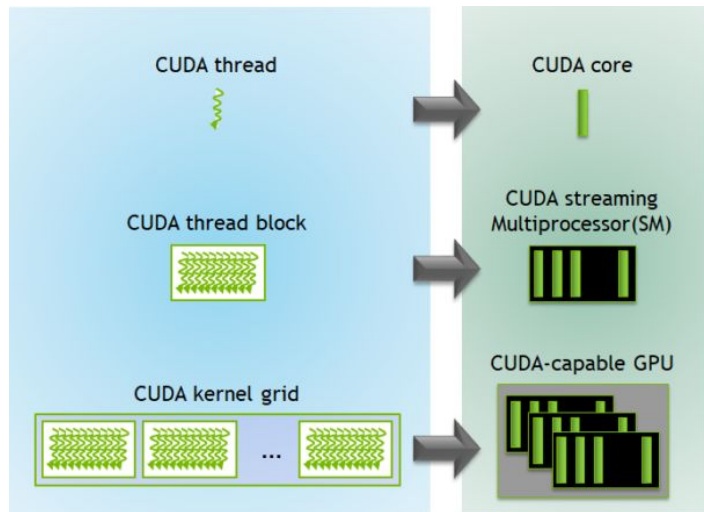 CUDA thread
CUDA core
CUDA thread block
CUDA streaming
Multiprocessor(SM)
CUDA kernel grid
...
CUDA-capable GPU